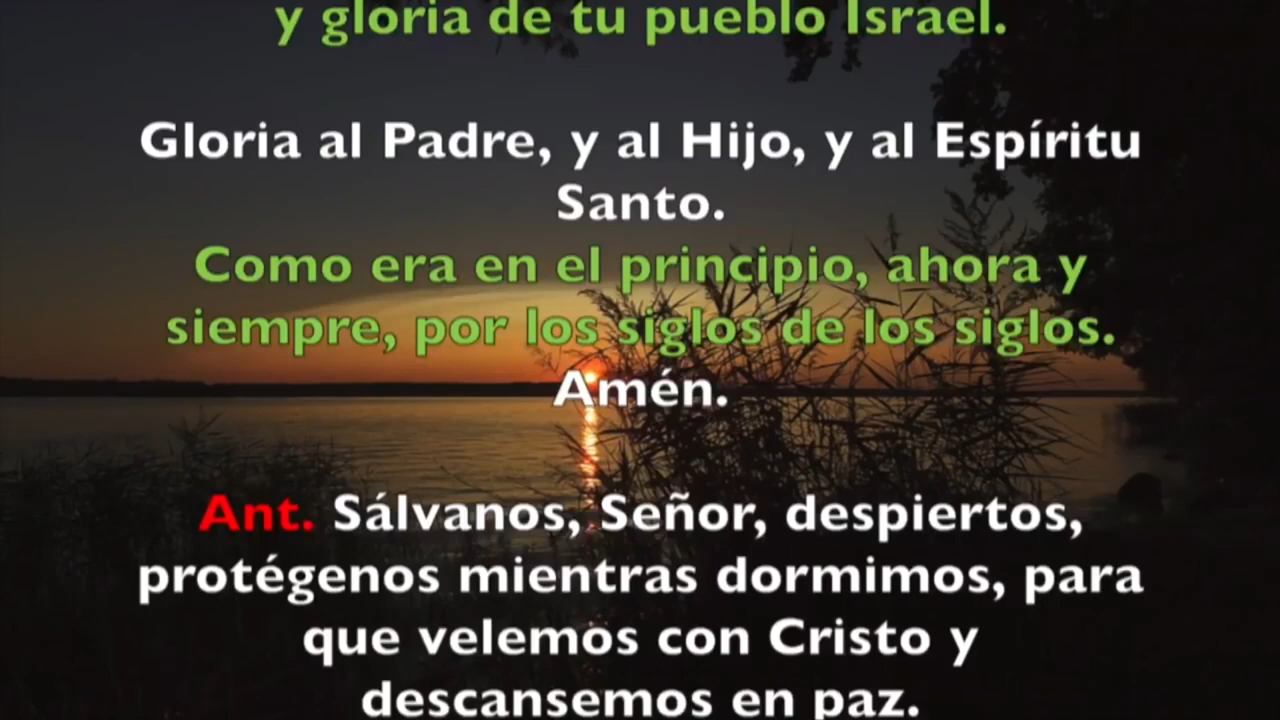 y gloria de tu pueblo Israel.
Gloria al Padre, y al Hijo, y al Espíritu
Santo.
Como era en el principio, ahora y
siempre, por los siglos de los siglos.
Amén.
Ant. Sálvanos, Señor, despiertos,
protégenos mientras dormimos, para
que velemos con Cristo y
descansemos en paz.